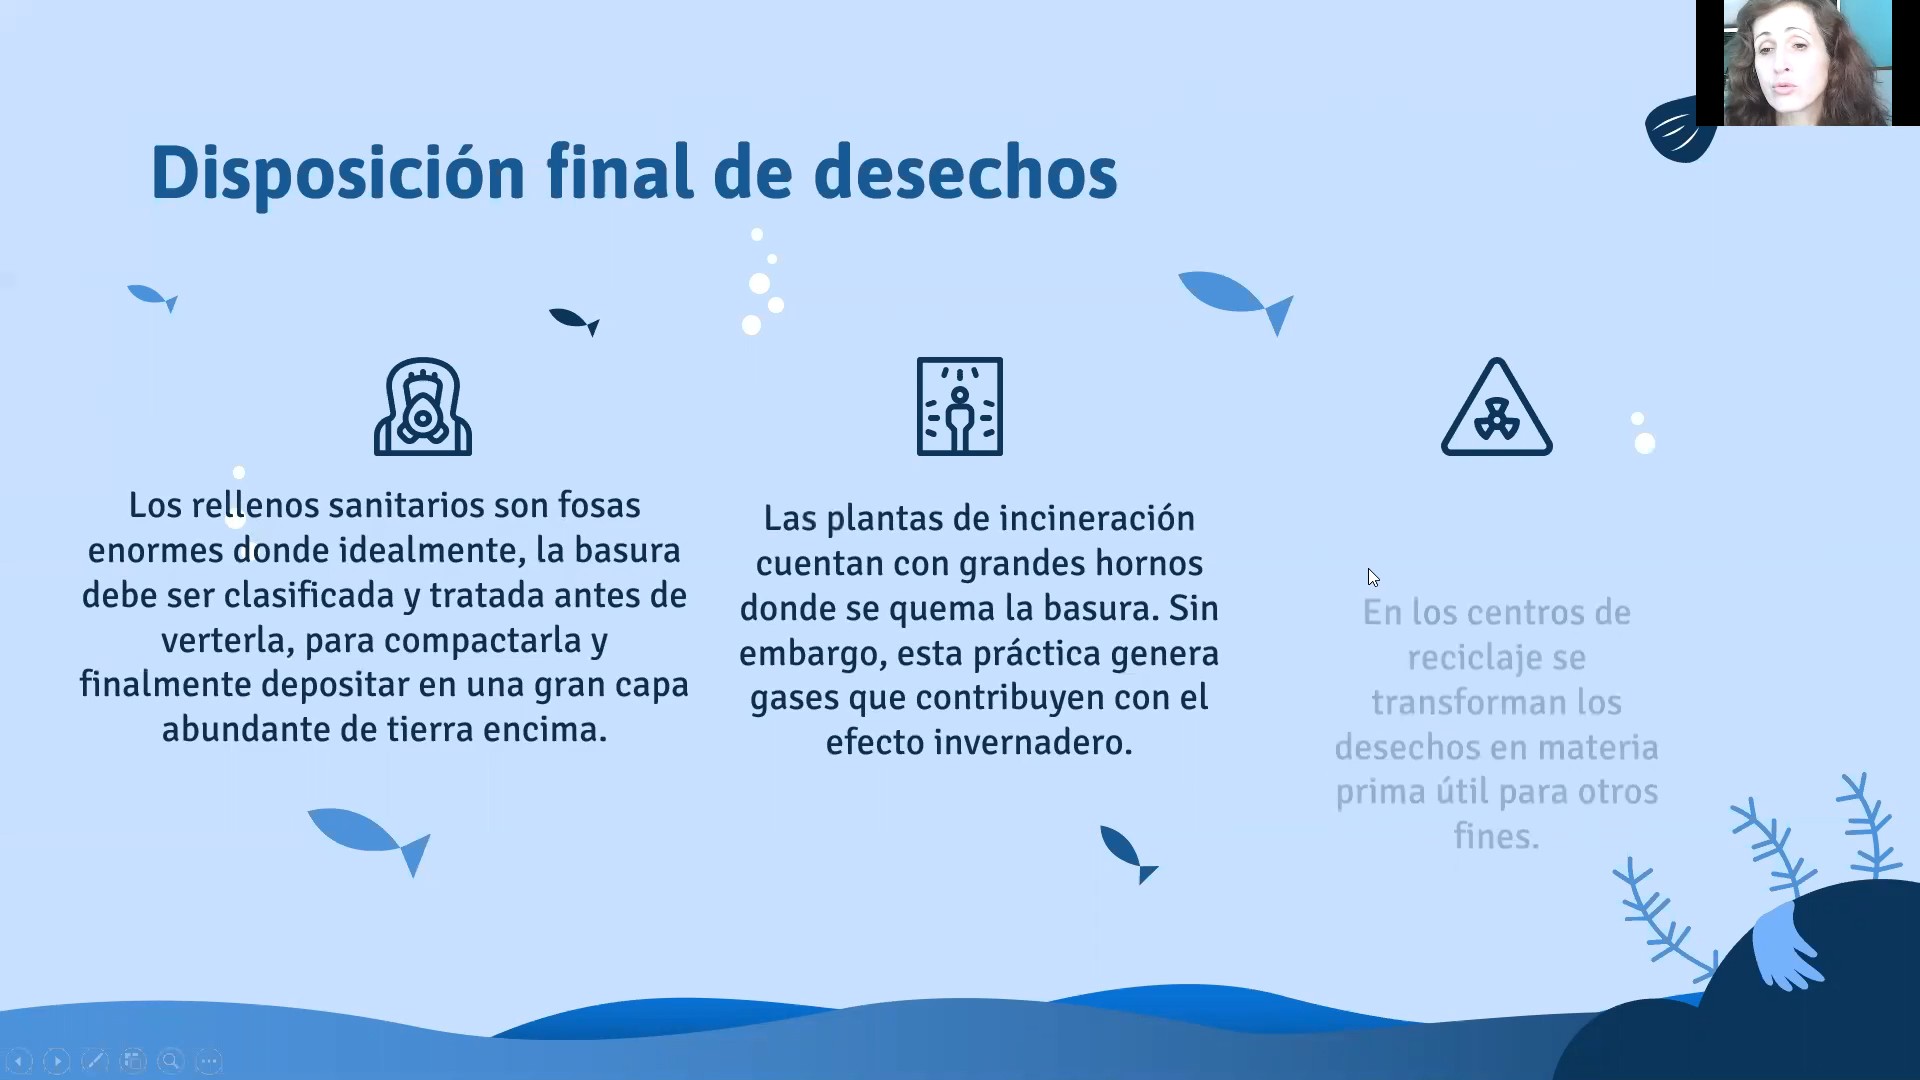 Disposición final de desechos
Los rellenos sanitarios son fosas
enormes donde idealmente, la basura
debe ser clasificada y tratada antes de
verterla, para compactarla y
finalmente depositar en una gran capa
abundante de tierra encima.
Las plantas de incineración
cuentan con grandes hornos
donde se quema la basura. Sin
embargo, esta práctica genera
gases que contribuyen con el
efecto invernadero.
En los centros de
reciclaje se
transforman los
desechos en materia
prima útil para otros
fines.